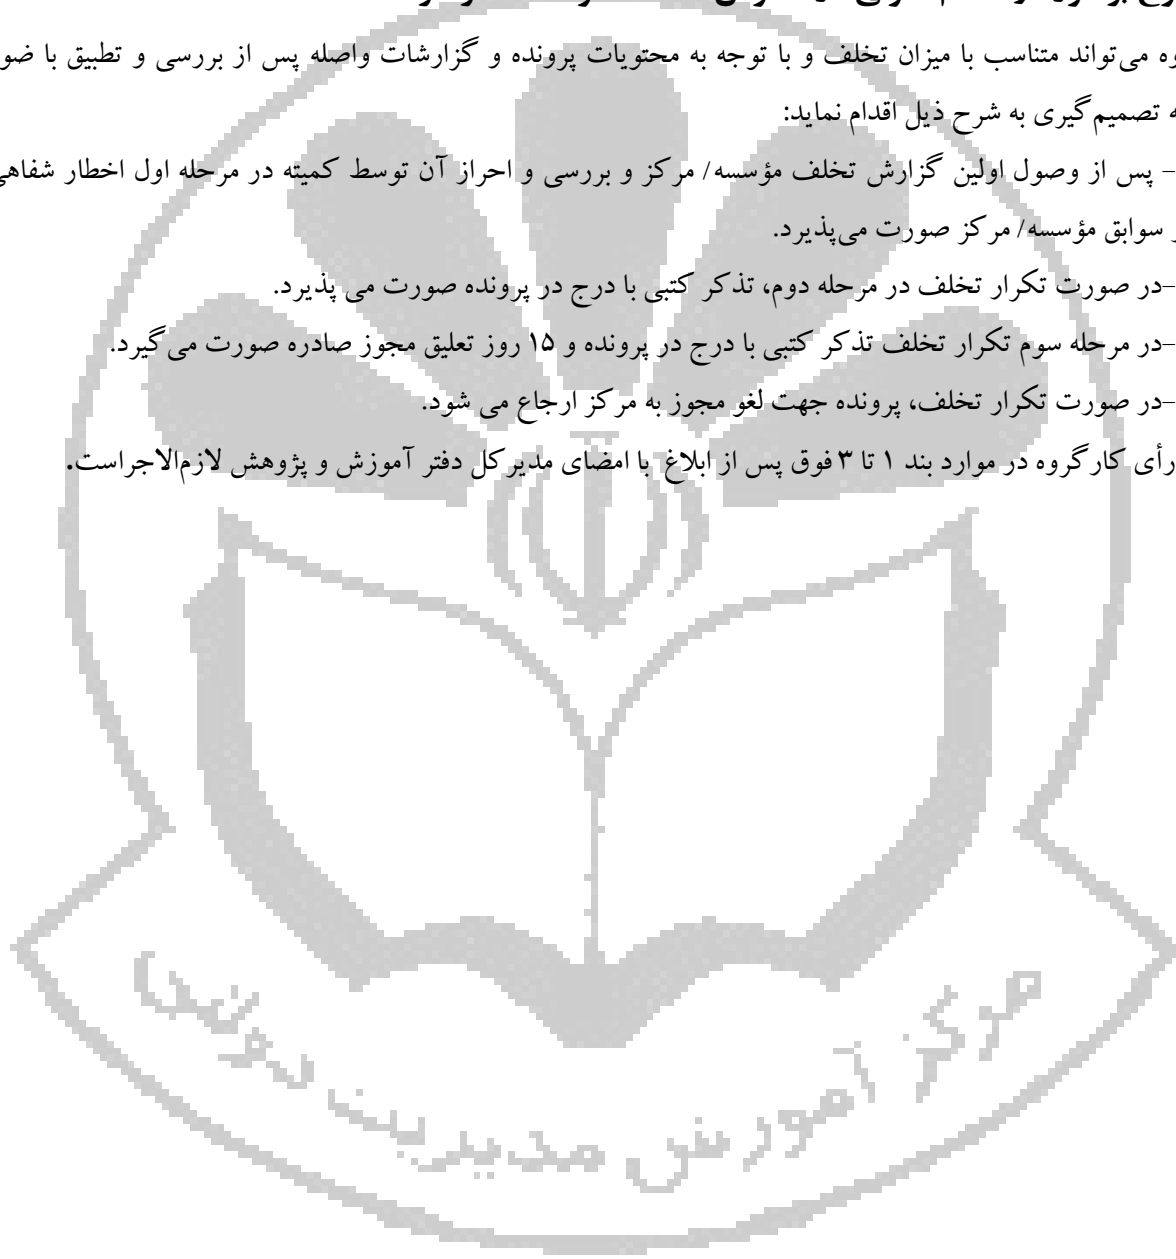 می‌تواند متناسب با میزان تخلف و با توجه به محتویات پرونده و گزارشات واصله پس از بررسی و تطبیق با
تصمیم‌گیری به شرح ذیل اقدام نماید:
- پس از وصول اولین گزارش تخلف مؤسسه/ مرکز و بررسی و احراز آن توسط کمیته در مرحله اول اخطار شفاهی
سوابق مؤسسه/ مرکز صورت می‌پذیرد.
-در صورت تکرار تخلف در مرحله دوم، تذکر کتبی با درج در پرونده صورت می پذیرد.
-در مرحله سوم تکرار تخلف تذکر کتبی با درج در پرونده و ۱۵ روز تعلیق مجوز صادره صورت می گیرد.
-در صورت تکرار تخلف، پرونده جهت لغو مجوز به مرکز ارجاع می شود.
رأی کارگروه در موارد بند ۱ تا ۳ فوق پس از ابلاغ با امضای مدیرکل دفتر آموزش و پژوهش لازم‌الاجراست.
مرکز آموزش مدیریت دولتی